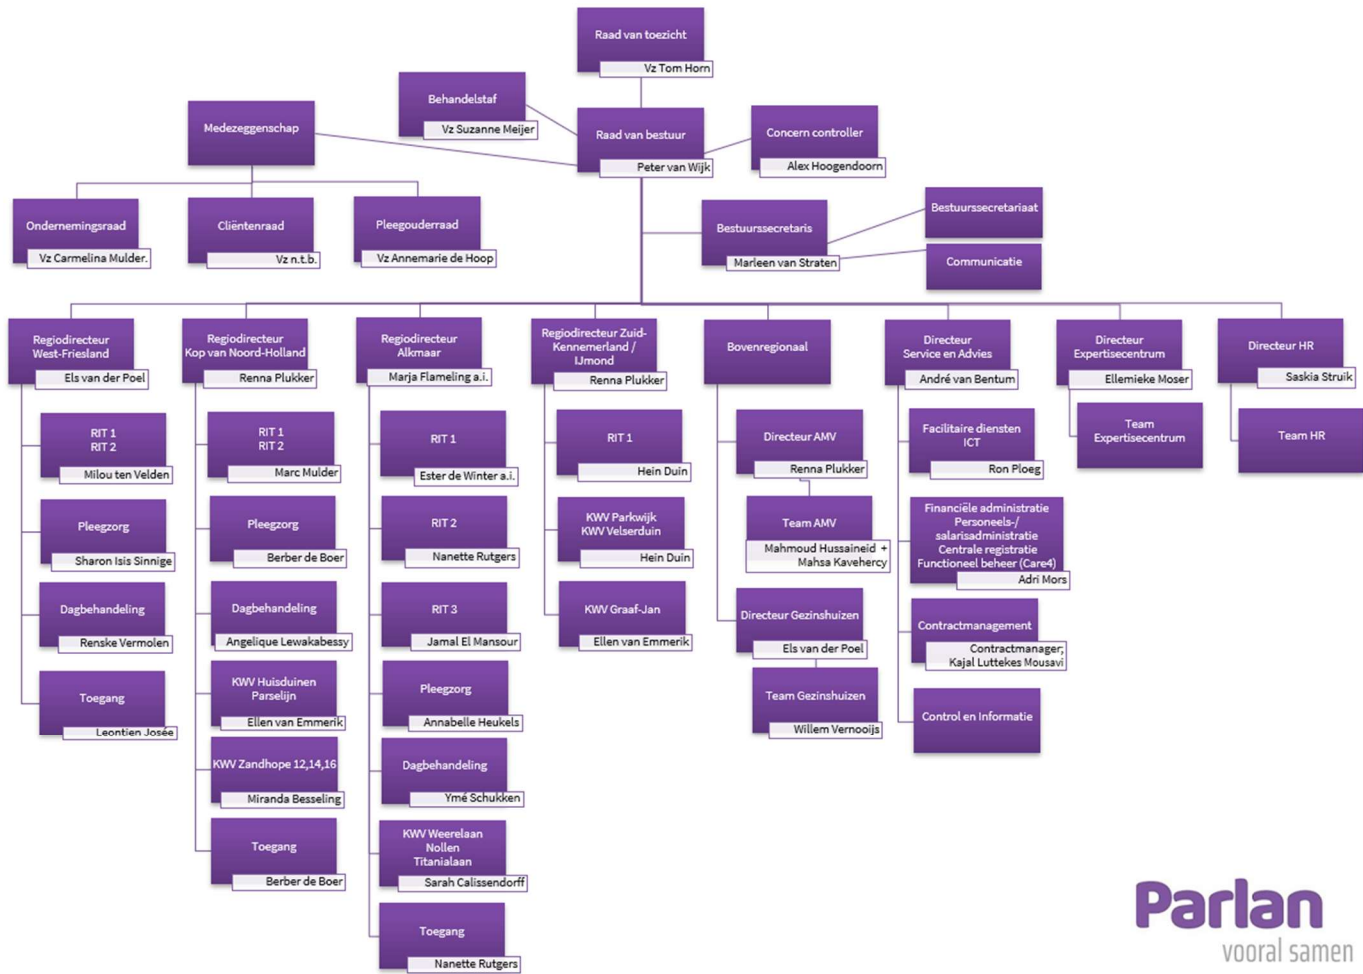 Raad van toezicht
Vz Tom Horn
Behandelstaf
Vz Suzanne Meijer
Medezeggenschap
Raad van bestuur
Peter van Wijk
Concern controller
Alex Hoogendoorn
Ondernemingsraad
Vz Carmelina Mulder.
Cliëntenraad
Vz n.t.b.
Pleegouderraad
Vz Annemarie de Hoop
Bestuurssecretaris
Marleen van Straten
Bestuurssecretariaat
Communicatie
Regiodirecteur
West-Friesland
Els van der Poel
RIT 1
RIT 2
Milou ten Velden
Pleegzorg
Sharon Isis Sinnige
Dagbehandeling
Renske Vermolen
Toegang
Leontien Josée
Regiodirecteur
Kop van Noord-Holland
Renna Plukker
RIT 1
RIT 2
Marc Mulder
Pleegzorg
Berber de Boer
Dagbehandeling
Angelique Lewakabessy
KWV Huisduinen
Parselijn
Ellen van Emmerik
KWV Zandhope 12,14,16
Miranda Besseling
Toegang
Berber de Boer
Regiodirecteur
Alkmaar
Marja Flameling a.i.
RIT 1
Ester de Winter a.i.
RIT 2
Nanette Rutgers
RIT 3
Jamal El Mansour
Pleegzorg
Annabelle Heukels
Dagbehandeling
Ymé Schukken
KWV Weerelaan
Nollen
Titanialaan
Sarah Calissendorff
Toegang
Nanette Rutgers
Regiodirecteur Zuid-
Kennemerland /
IJmond
Renna Plukker
RIT 1
Hein Duin
KWV Parkwijk
KWV Velserduin
Hein Duin
KWV Graaf-Jan
Ellen van Emmerik
Bovenregionaal
Directeur AMV
Renna Plukker
Team AMV
Mahmoud Hussaineid +
Mahsa Kavehercy
Directeur Gezinshuizen
Els van der Poel
Team Gezinshuizen
Willem Vernooijs
Directeur
Service en Advies
André van Bentum
Facilitaire diensten
ICT
Ron Ploeg
Financiële administratie
Personeels-/
salarisadministratie
Centrale registratie
Functioneel beheer (Care4)
Adri Mors
Contractmanagement
Contractmanager;
Kajal Luttekes Mousavi
Control en Informatie
Directeur
Expertisecentrum
Ellemieke Moser
Team
Expertisecentrum
Directeur HR
Saskia Struik
Team HR
Parlan
vooral samen